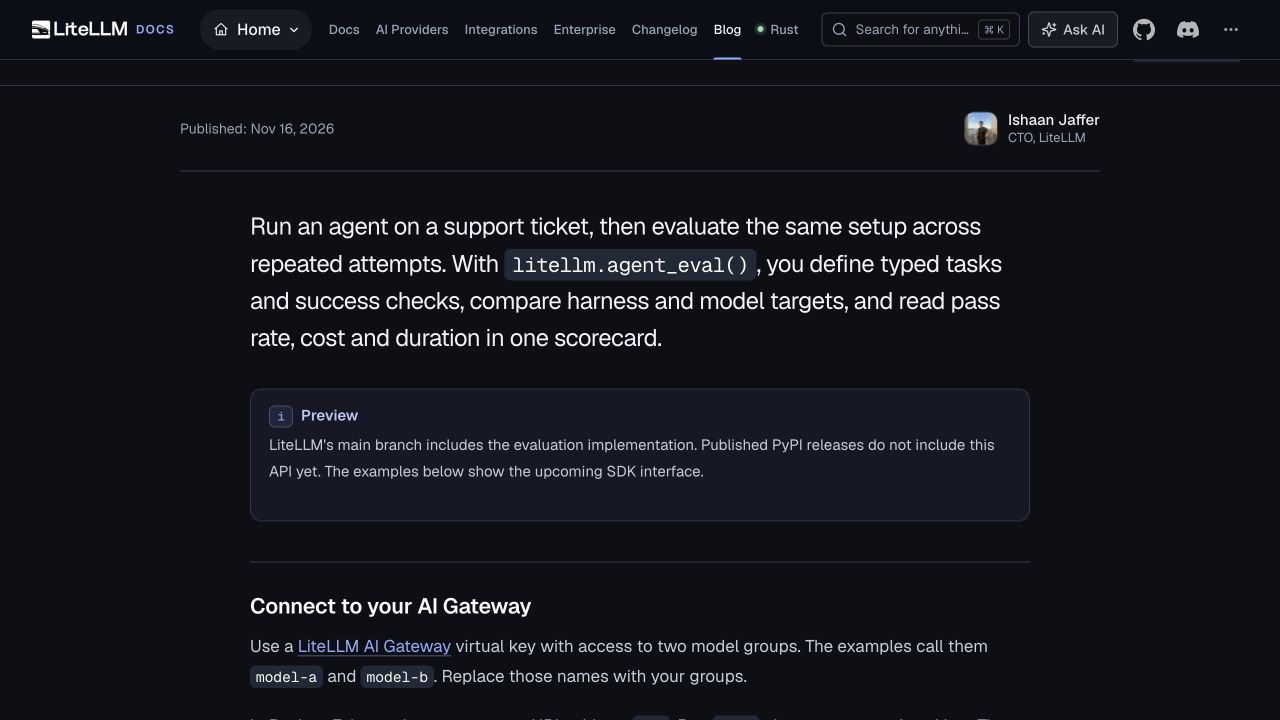 LiteLLM DOCS Home Docs AI Providers Integrations Enterprise Changelog Blog Rust Search for anythi... ⌘ K Ask AI
Published: Nov 16, 2026
Ishaan Jaffer
CTO, LiteLLM
Run an agent on a support ticket, then evaluate the same setup across
repeated attempts. With litellm.agent_eval(), you define typed tasks
and success checks, compare harness and model targets, and read pass
rate, cost and duration in one scorecard.
i Preview
LiteLLM's main branch includes the evaluation implementation. Published PyPI releases do not include this
API yet. The examples below show the upcoming SDK interface.
Connect to your AI Gateway
Use a LiteLLM AI Gateway virtual key with access to two model groups. The examples call them
model-a and model-b. Replace those names with your groups.